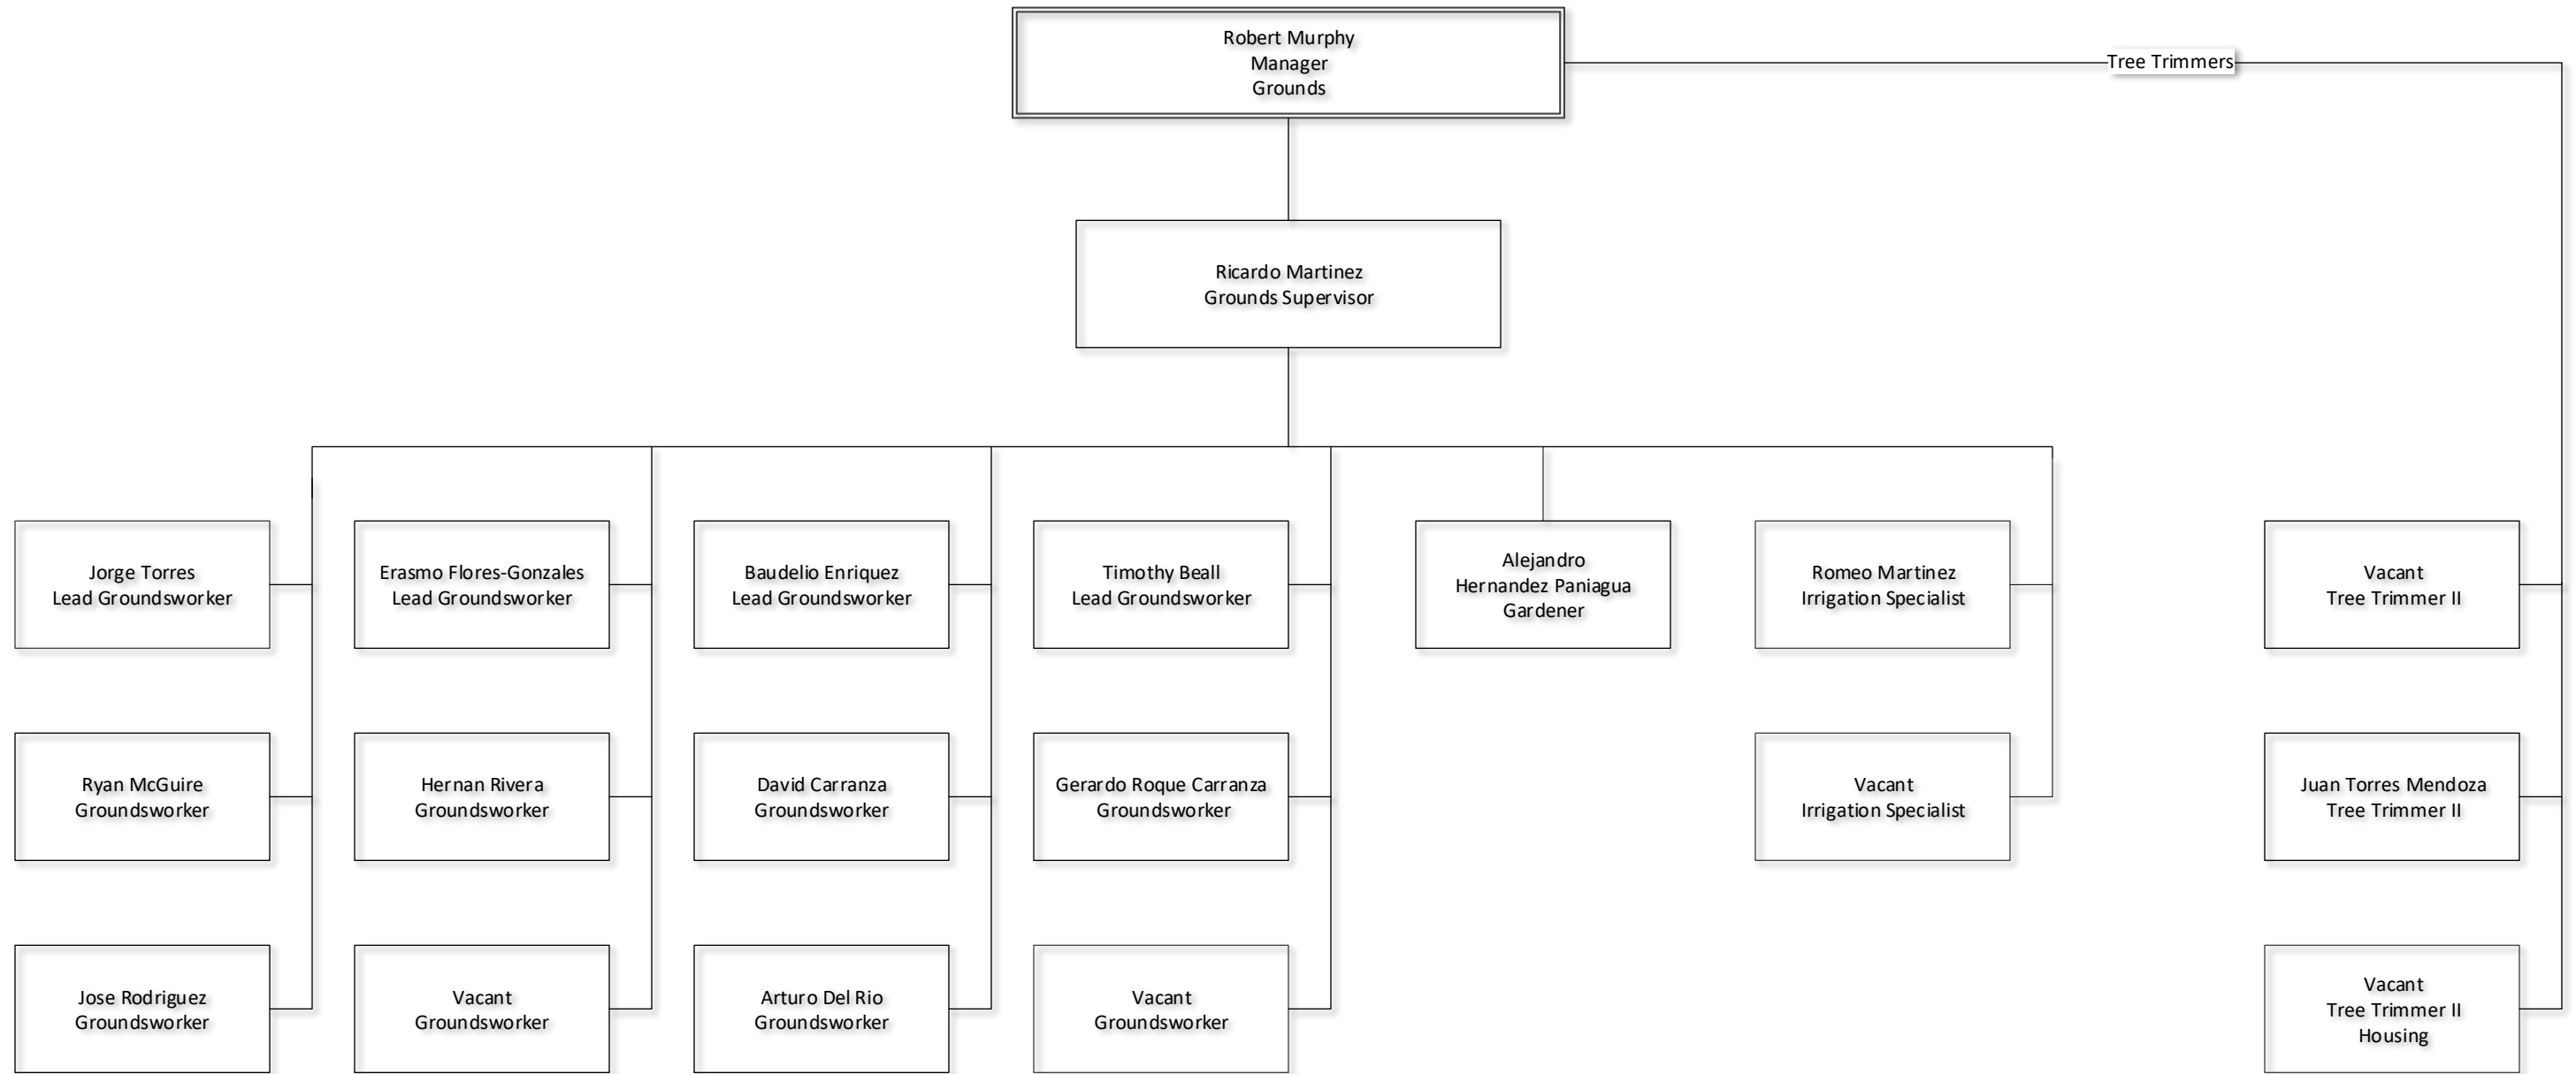 Robert Murphy
Manager
Grounds
Tree Trimmers
Ricardo Martinez
Grounds Supervisor
Jorge Torres
Lead Groundsworker
Erasmo Flores-Gonzales
Lead Groundsworker
Baudelio Enriquez
Lead Groundsworker
Timothy Beall
Lead Groundsworker
Alejandro
Hernandez Paniagua
Gardener
Romeo Martinez
Irrigation Specialist
Vacant
Tree Trimmer II
Ryan McGuire
Groundsworker
Hernan Rivera
Groundsworker
David Carranza
Groundsworker
Gerardo Roque Carranza
Groundsworker
Vacant
Irrigation Specialist
Juan Torres Mendoza
Tree Trimmer II
Jose Rodriguez
Groundsworker
Vacant
Groundsworker
Arturo Del Rio
Groundsworker
Vacant
Groundsworker
Vacant
Tree Trimmer II
Housing